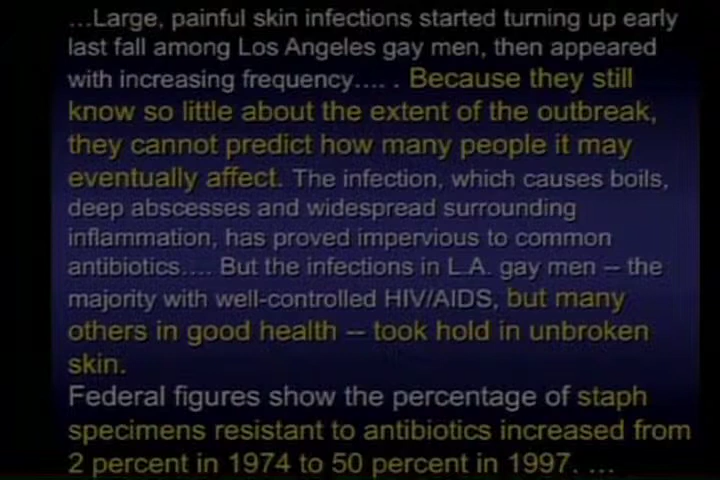 …Large, painful skin infections started turning up early
last fall among Los Angeles gay men, then appeared
with increasing frequency…. . Because they still
know so little about the extent of the outbreak,
they cannot predict how many people it may
eventually affect. The infection, which causes boils,
deep abscesses and widespread surrounding
inflammation, has proved impervious to common
antibiotics…. But the infections in L.A. gay men -- the
majority with well-controlled HIV/AIDS, but many
others in good health -- took hold in unbroken
skin.
Federal figures show the percentage of staph
specimens resistant to antibiotics increased from
2 percent in 1974 to 50 percent in 1997. …